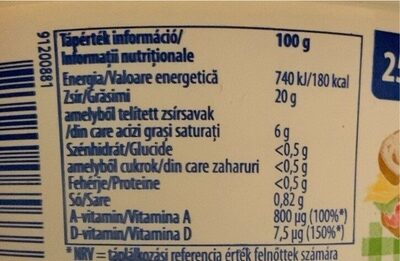 Tápérték információ/ 100 g
Informații nutriționale
Energia/Valoare energetică 740 kJ/180 kcal
Zsír/Grăsimi 20 g
amelyből telített zsírsavak
/din care acizi grași saturați 6 g
Szénhidrát/Glucide <0,5 g
amelyből cukrok/din care zaharuri <0,5 g
Fehérje/Proteine <0,5 g
Só/Sare 0,82 g
A-vitamin/Vitamina A 800 µg (100%*)
D-vitamin/Vitamina D 7,5 µg (150%*)
* NRV = táplálkozási referencia érték felnőttek számára
91200881
25